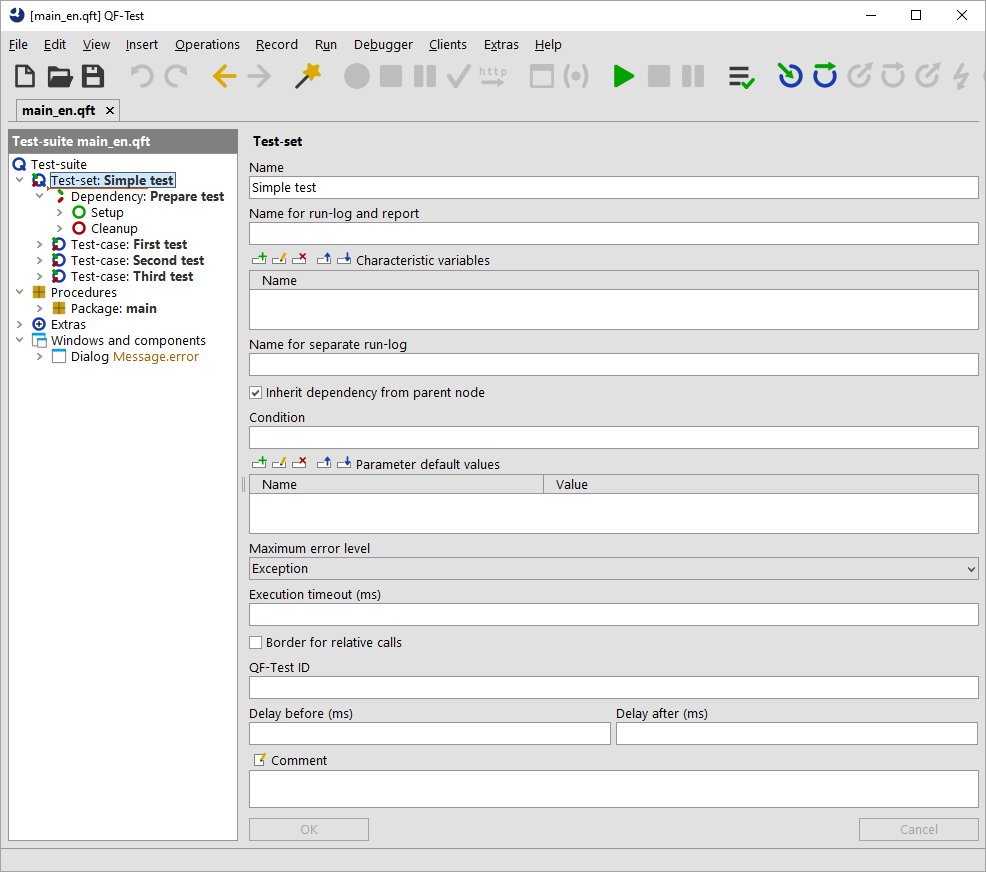 [main_en.qft] QF-Test
File Edit View Insert Operations Record Run Debugger Clients Extras Help
http
main_en.qft
Test-suite main_en.qft
Test-suite
Test-set: Simple test
Dependency: Prepare test
Setup
Cleanup
Test-case: First test
Test-case: Second test
Test-case: Third test
Procedures
Package: main
Extras
Windows and components
Dialog Message.error
Test-set
Name
Simple test
Name for run-log and report
Characteristic variables
Name
Name for separate run-log
Inherit dependency from parent node
Condition
Parameter default values
Name Value
Maximum error level
Exception
Execution timeout (ms)
Border for relative calls
QF-Test ID
Delay before (ms) Delay after (ms)
Comment
OK Cancel